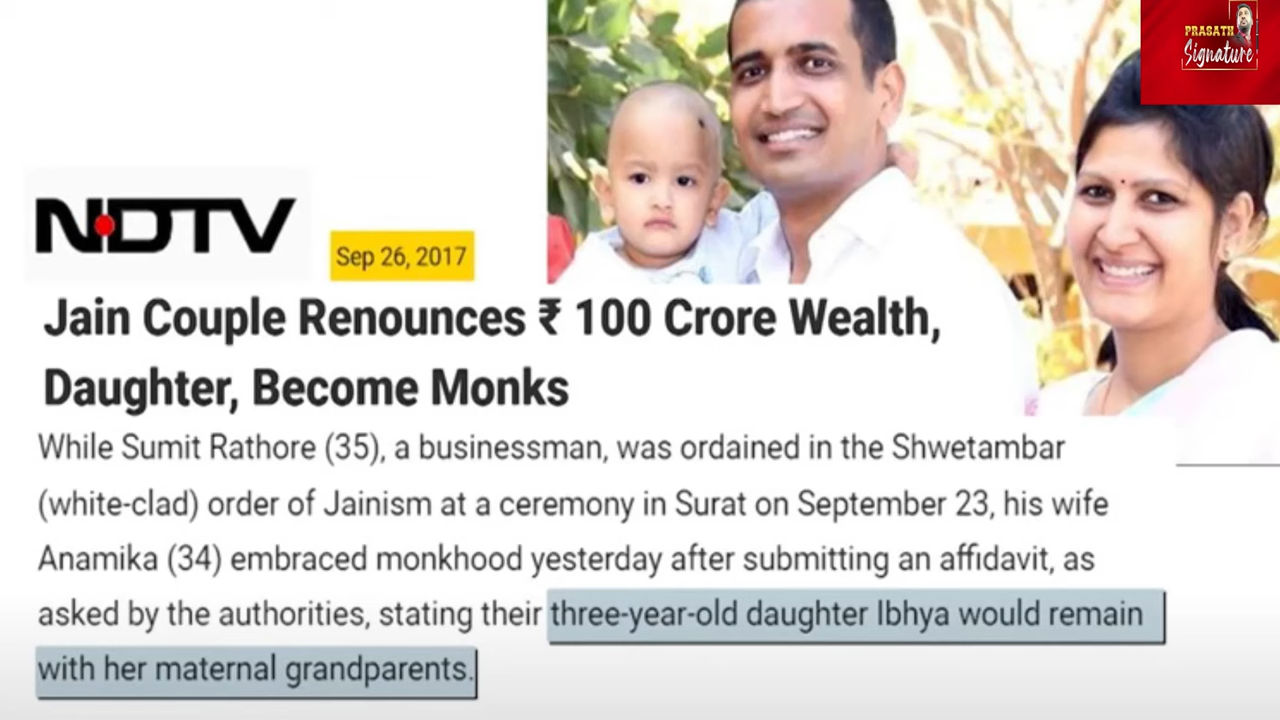 PRASATH
Signature
NDTV
Sep 26, 2017
Jain Couple Renounces ₹ 100 Crore Wealth,
Daughter, Become Monks
While Sumit Rathore (35), a businessman, was ordained in the Shwetambar
(white-clad) order of Jainism at a ceremony in Surat on September 23, his wife
Anamika (34) embraced monkhood yesterday after submitting an affidavit, as
asked by the authorities, stating their three-year-old daughter Ibhya would remain
with her maternal grandparents.